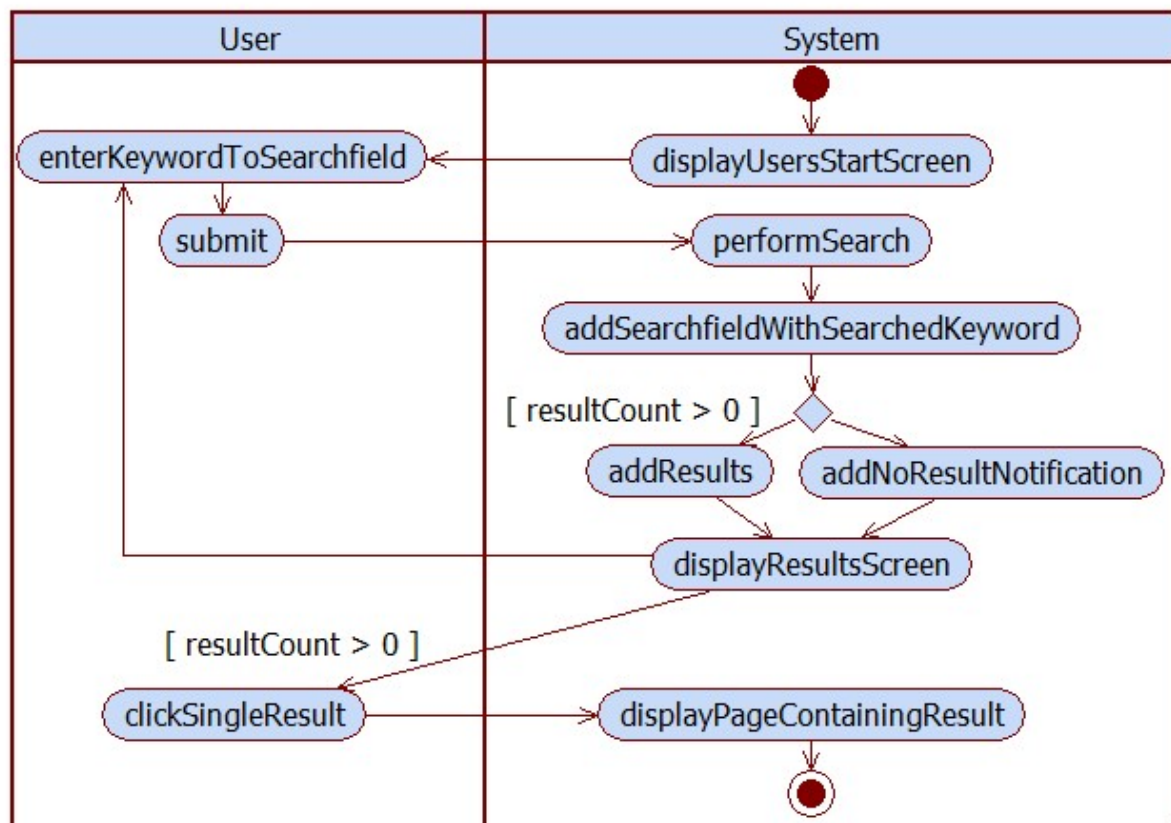 User
System
enterKeywordToSearchfield
displayUsersStartScreen
submit
performSearch
addSearchfieldWithSearchedKeyword
[ resultCount > 0 ]
addResults
addNoResultNotification
displayResultsScreen
[ resultCount > 0 ]
clickSingleResult
displayPageContainingResult